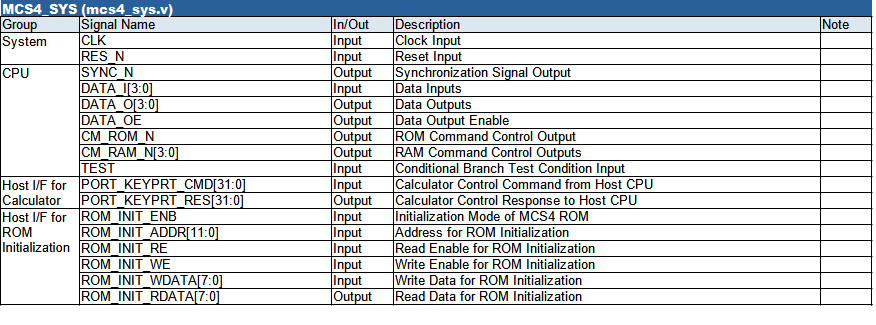 MCS4_SYS (mcs4_sys.v)
Group Signal Name In/Out Description Note
System CLK Input Clock Input
RES_N Input Reset Input
CPU SYNC_N Output Synchronization Signal Output
DATA_I[3:0] Input Data Inputs
DATA_O[3:0] Output Data Outputs
DATA_OE Output Data Output Enable
CM_ROM_N Output ROM Command Control Output
CM_RAM_N[3:0] Output RAM Command Control Outputs
TEST Input Conditional Branch Test Condition Input
Host I/F for PORT_KEYPRT_CMD[31:0] Input Calculator Control Command from Host CPU
Calculator PORT_KEYPRT_RES[31:0] Output Calculator Control Response to Host CPU
Host I/F for ROM_INIT_ENB Input Initialization Mode of MCS4 ROM
ROM ROM_INIT_ADDR[11:0] Input Address for ROM Initialization
Initialization ROM_INIT_RE Input Read Enable for ROM Initialization
ROM_INIT_WE Input Write Enable for ROM Initialization
ROM_INIT_WDATA[7:0] Input Write Data for ROM Initialization
ROM_INIT_RDATA[7:0] Output Read Data for ROM Initialization